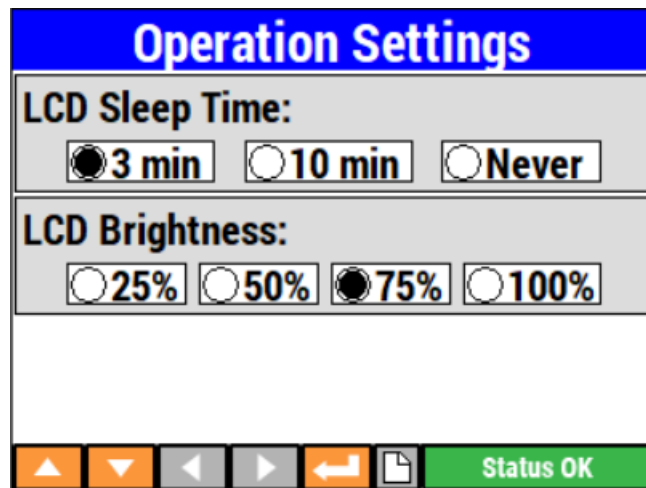 Operation Settings
LCD Sleep Time:
3 min 10 min Never
LCD Brightness:
25% 50% 75% 100%
Status OK